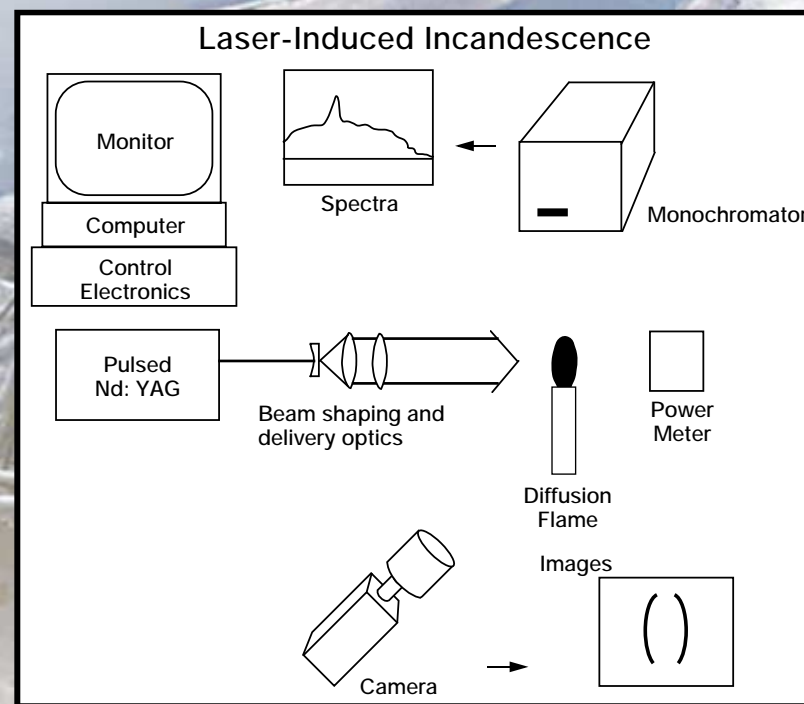 Laser-Induced Incandescence
Monitor
Computer
Control
Electronics
Spectra
Monochromator
Pulsed
Nd: YAG
Beam shaping and
delivery optics
Diffusion
Flame
Power
Meter
Camera
Images